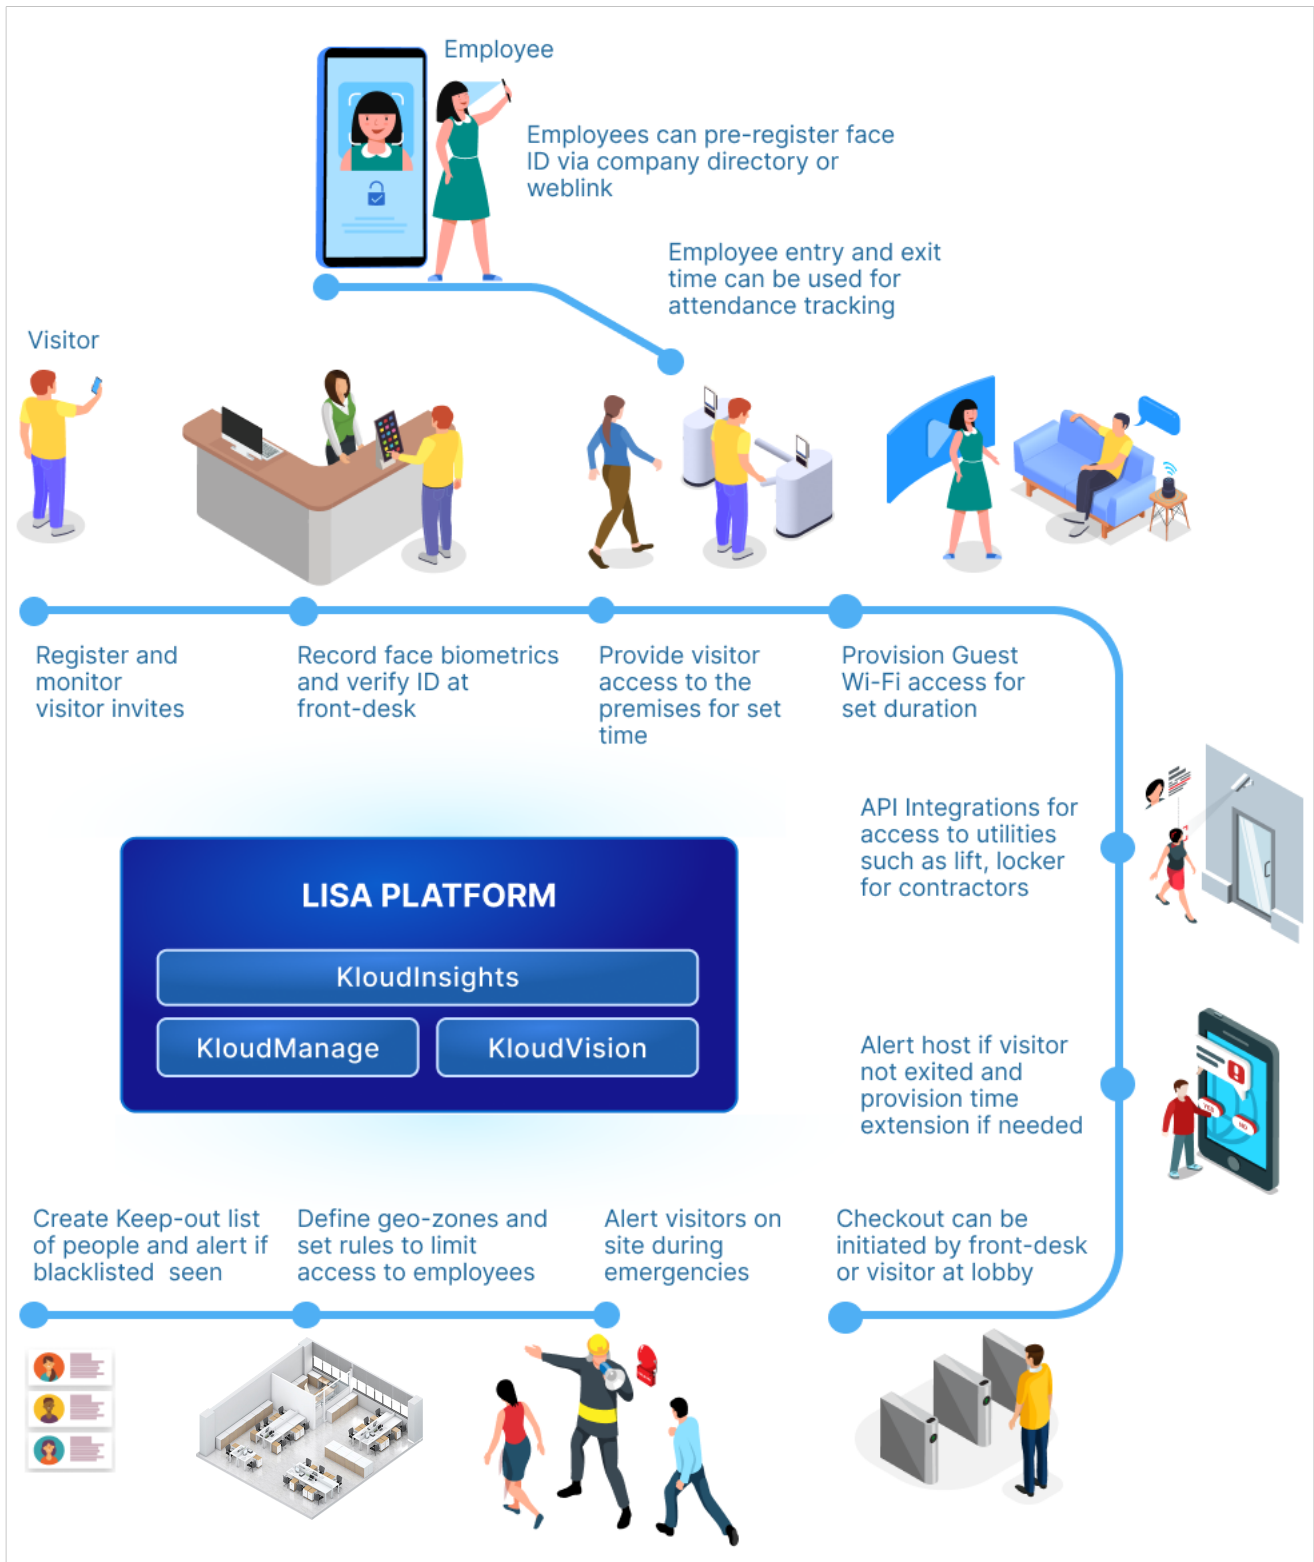 Employee
Employees can pre-register face
ID via company directory or
weblink
Employee entry and exit
time can be used for
attendance tracking
Visitor
Register and
monitor
visitor invites
Record face biometrics
and verify ID at
front-desk
Provide visitor
access to the
premises for set
time
Provision Guest
Wi-Fi access for
set duration
API Integrations for
access to utilities
such as lift, locker
for contractors
LISA PLATFORM
KloudInsights
KloudManage
KloudVision
Alert host if visitor
not exited and
provision time
extension if needed
YES
NO
Create Keep-out list
of people and alert if
blacklisted seen
Define geo-zones and
set rules to limit
access to employees
Alert visitors on
site during
emergencies
Checkout can be
initiated by front-desk
or visitor at lobby